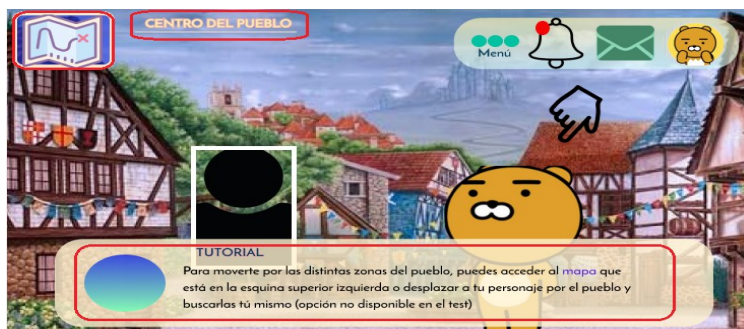 CENTRO DEL PUEBLO
Menú
TUTORIAL
Para moverte por las distintas zonas del pueblo, puedes acceder al mapa que
está en la esquina superior izquierda o desplazar a tu personaje por el pueblo y
buscarlas tú mismo (opción no disponible en el test)